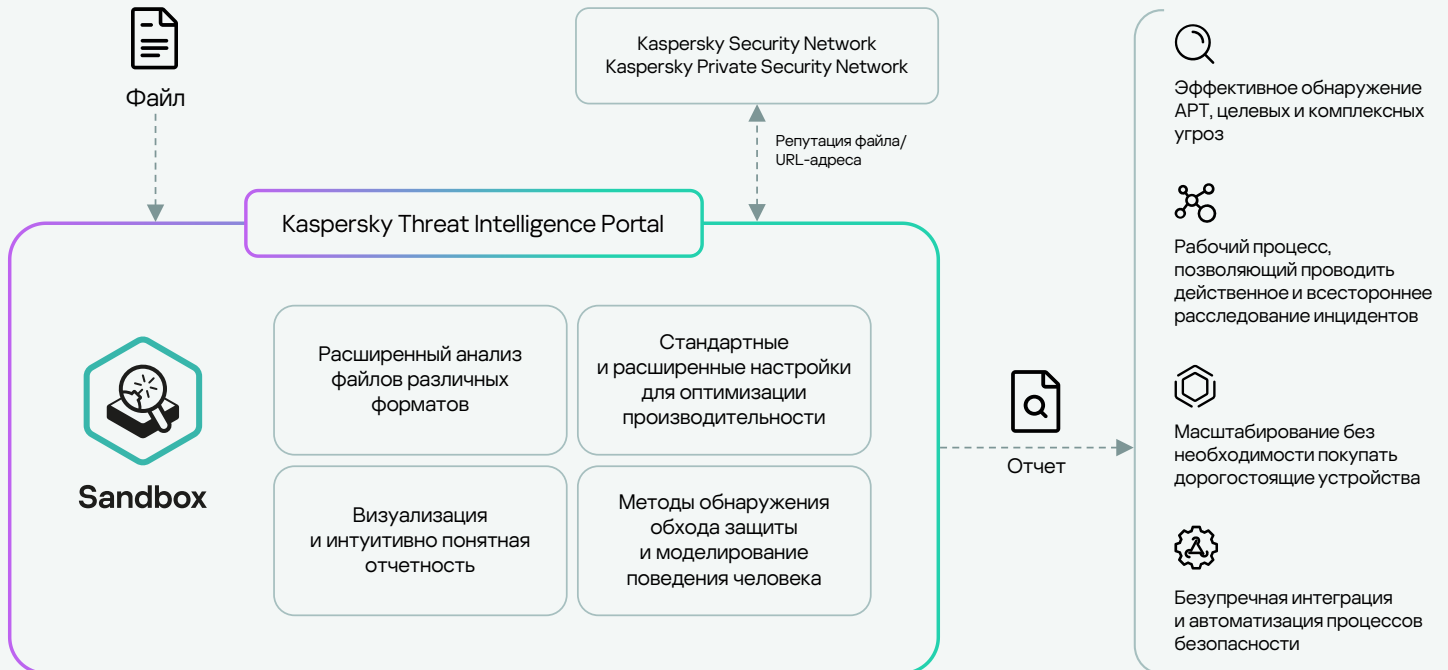 Файл
Kaspersky Security Network
Kaspersky Private Security Network
Репутация файла/
URL-адреса
Kaspersky Threat Intelligence Portal
Sandbox
Расширенный анализ
файлов различных
форматов
Стандартные
и расширенные настройки
для оптимизации
производительности
Визуализация
и интуитивно понятная
отчетность
Методы обнаружения
обхода защиты
и моделирование
поведения человека
Отчет
Эффективное обнаружение
APT, целевых и комплексных
угроз
Рабочий процесс,
позволяющий проводить
действенное и всестороннее
расследование инцидентов
Масштабирование без
необходимости покупать
дорогостоящие устройства
Безупречная интеграция
и автоматизация процессов
безопасности